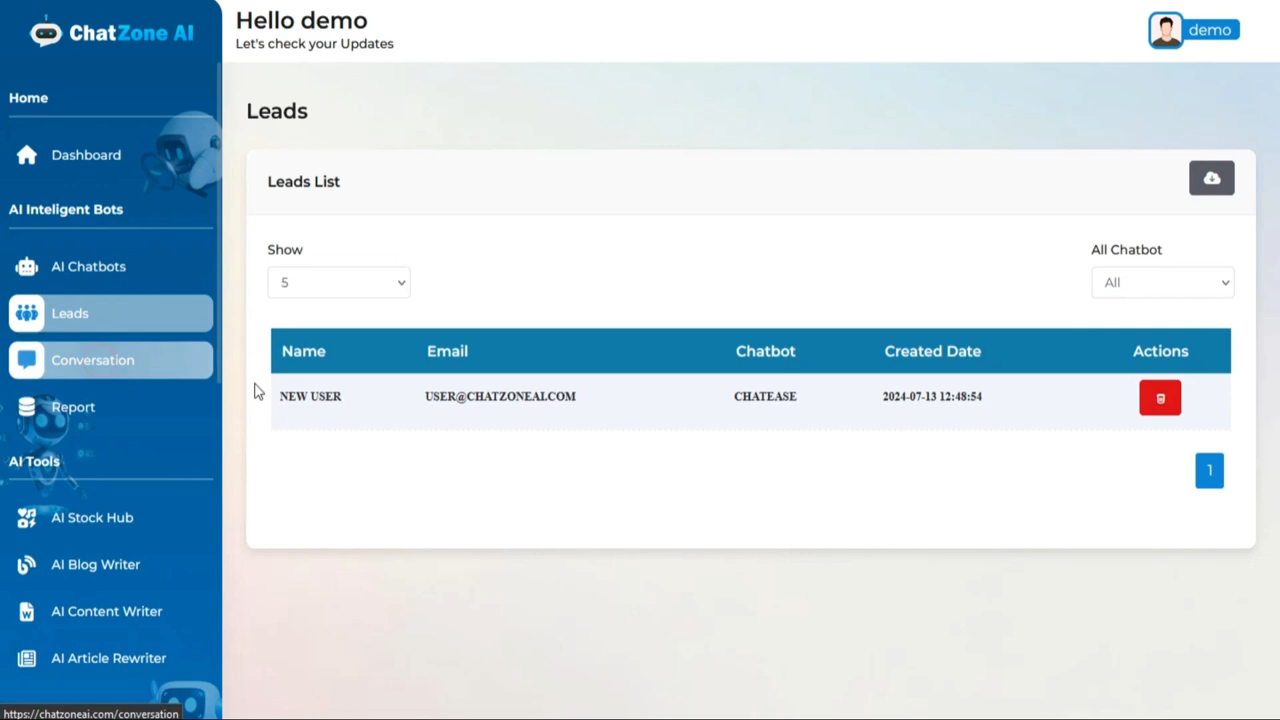 ChatZone AI
Hello demo
Let's check your Updates
demo
Home
Dashboard
AI Inteligent Bots
AI Chatbots
Leads
Conversation
Report
AI Tools
AI Stock Hub
AI Blog Writer
AI Content Writer
AI Article Rewriter
Leads
Leads List
Show
All Chatbot
5
All
Name Email Chatbot Created Date Actions
NEW USER USER@CHATZONEAI.COM CHATEASE 2024-07-13 12:48:54
1
https://chatzoneai.com/conversation